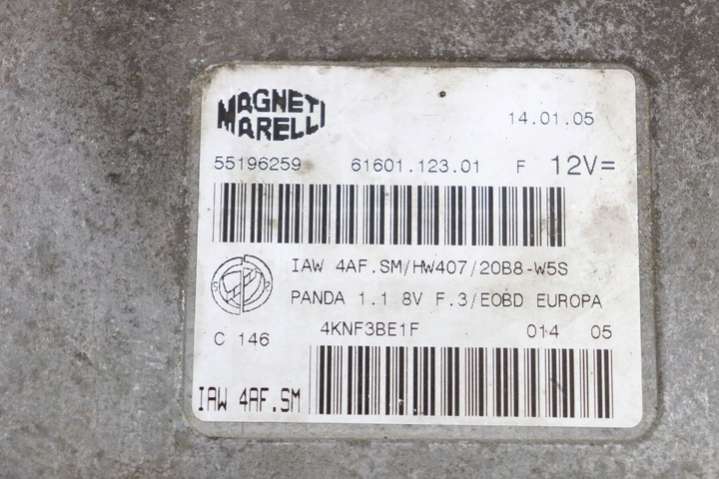 MAGNETI
MARELLI
14.01.05
55196259 61601.123.01 F 12V=
IAW 4AF.SM/HW407/20B8-W5S
PANDA 1.1 8V F.3/EOBD EUROPA
C 146 4KNF3BE1F 014 05
IAW 4AF.SM